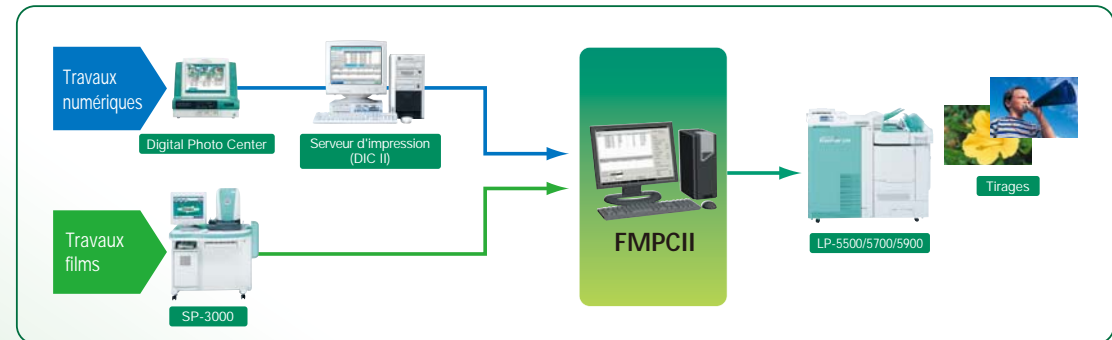 Travaux
numériques
Digital Photo Center
Serveur d'impression
(DIC II)
Travaux
films
SP-3000
FMPCII
LP-5500/5700/5900
Tirages